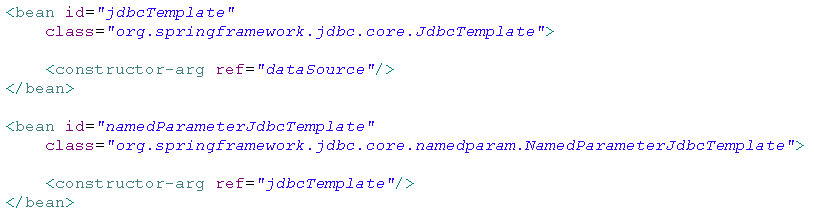 <bean id="jdbcTemplate"
class="org.springframework.jdbc.core.JdbcTemplate">
<constructor-arg ref="dataSource"/>
</bean>
<bean id="namedParameterJdbcTemplate"
class="org.springframework.jdbc.core.namedparam.NamedParameterJdbcTemplate">
<constructor-arg ref="jdbcTemplate"/>
</bean>